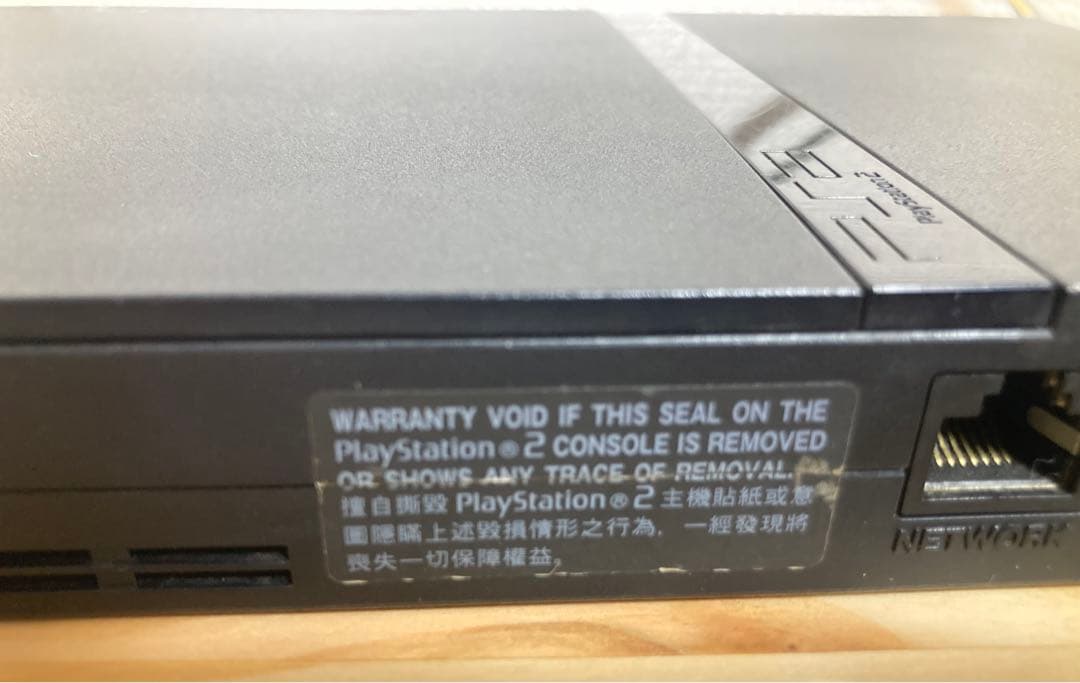 PlayStation2
WARRANTY VOID IF THIS SEAL ON THE
PlayStation®2 CONSOLE IS REMOVED
OR SHOWS ANY TRACE OF REMOVAL.
擅自撕毀 PlayStation®2 主機貼紙或意
圖隱瞞上述毀損情形之行為，一經發現將
喪失一切保障權益。
NETWORK